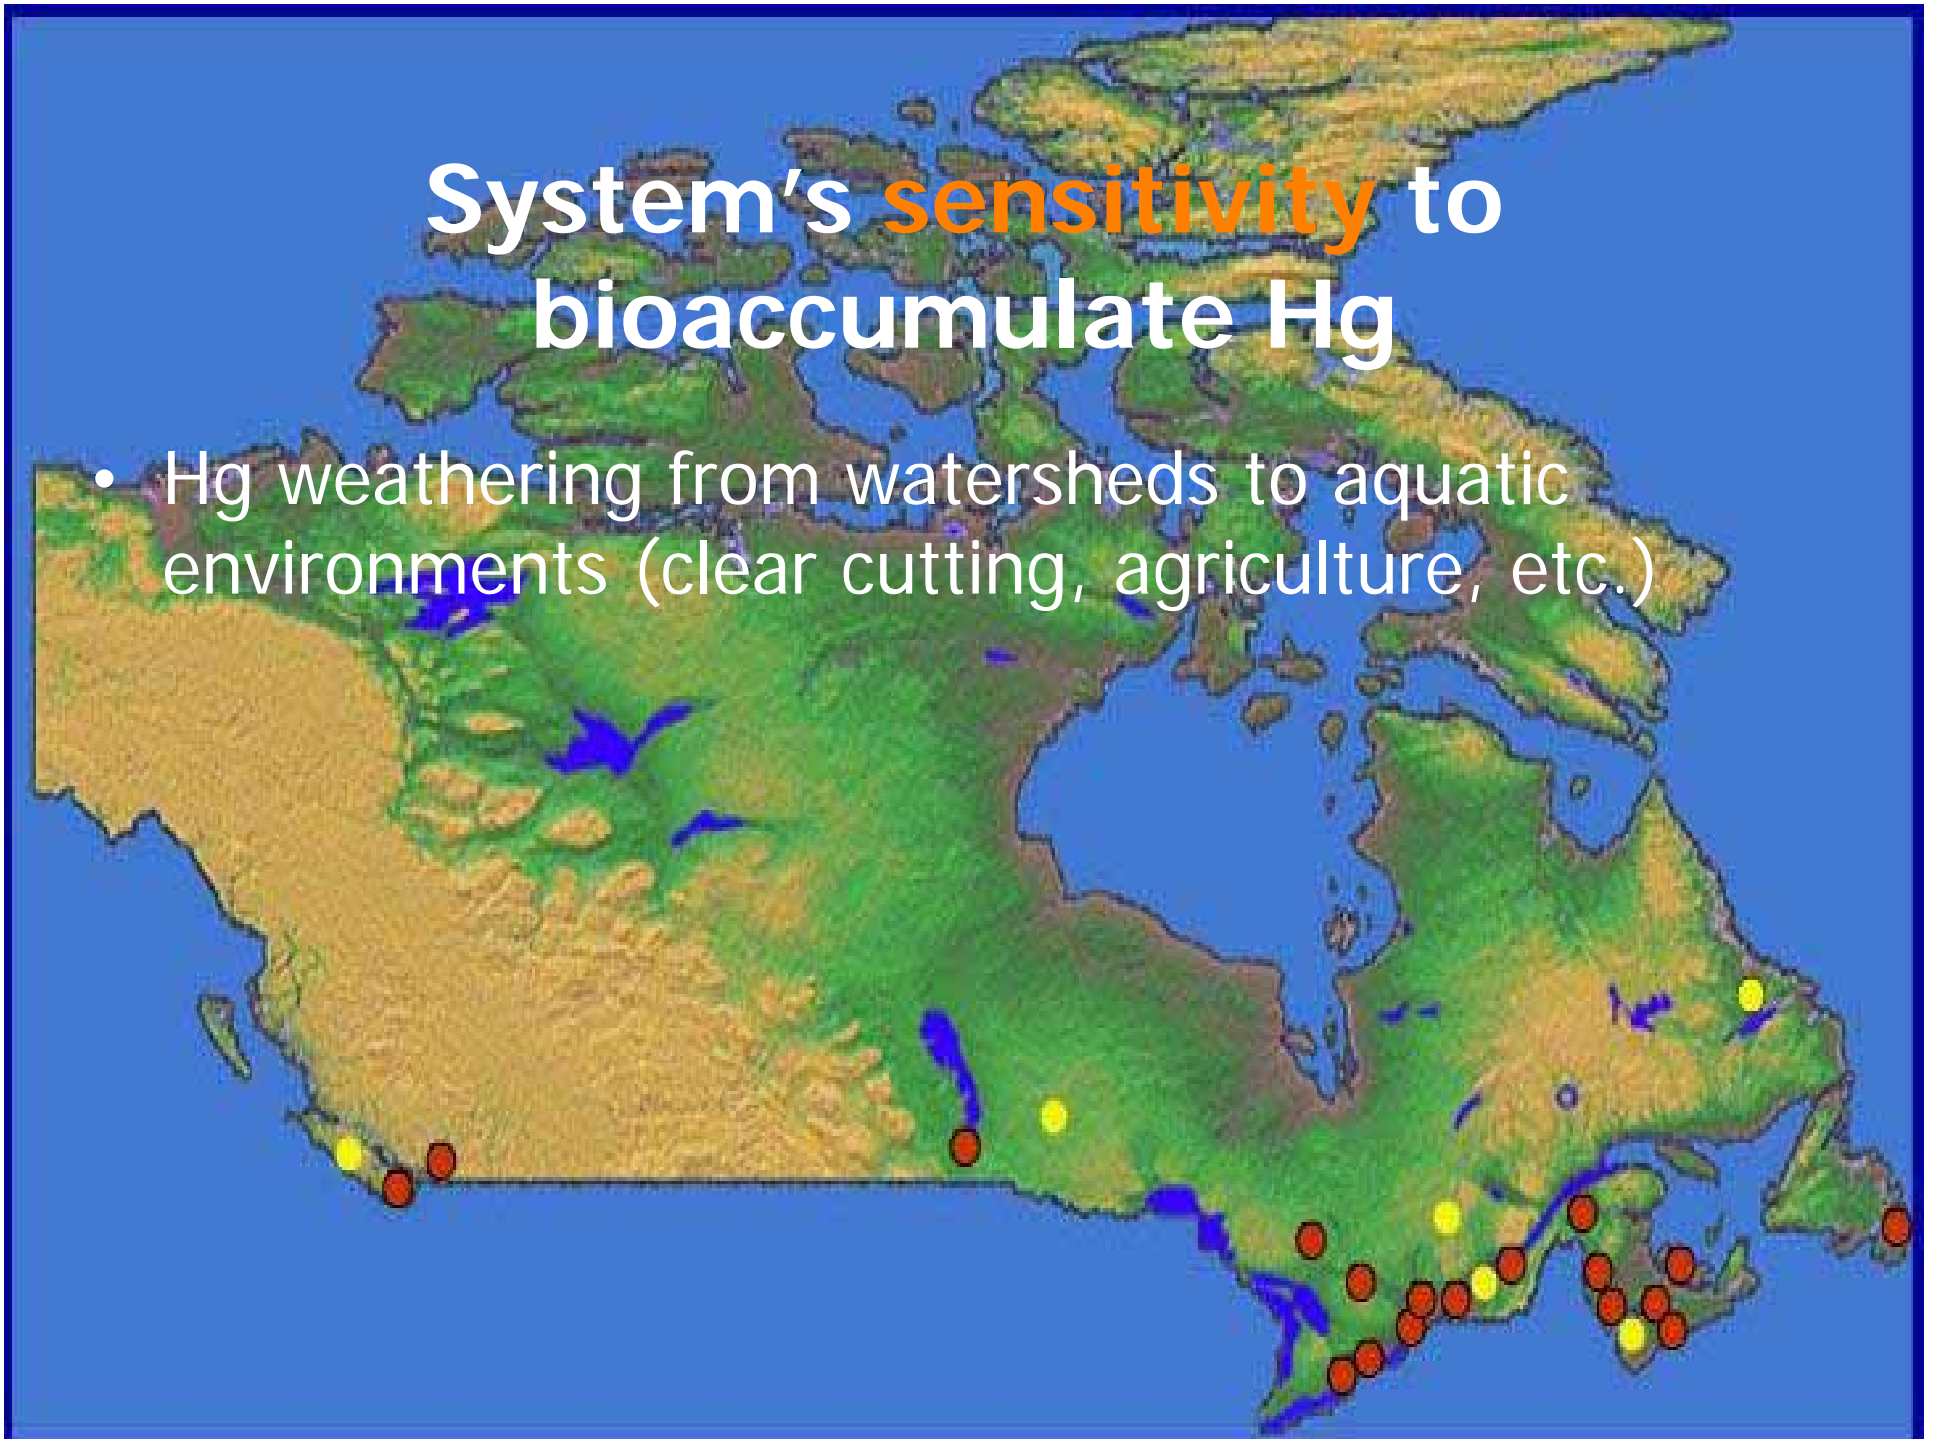 System's sensitivity to
bioaccumulate Hg
• Hg weathering from watersheds to aquatic
environments (clear cutting, agriculture, etc.)